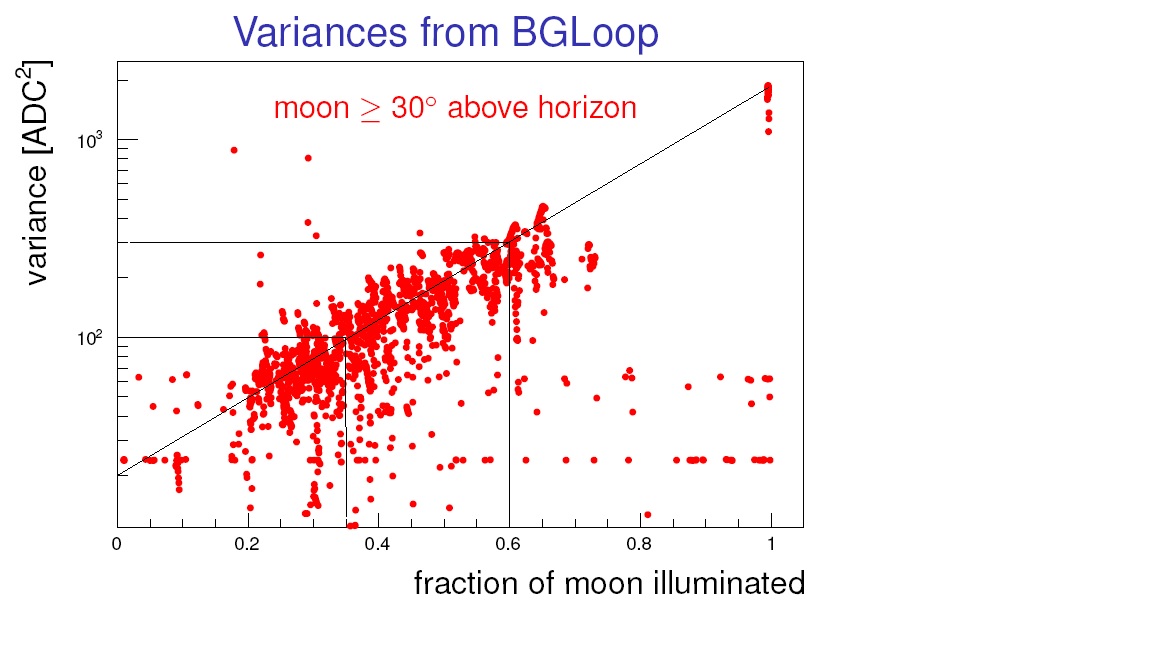 Variances from BGLoop
variance [ADC²]
moon ≥ 30° above horizon
10³
10²
0 0.2 0.4 0.6 0.8 1
fraction of moon illuminated